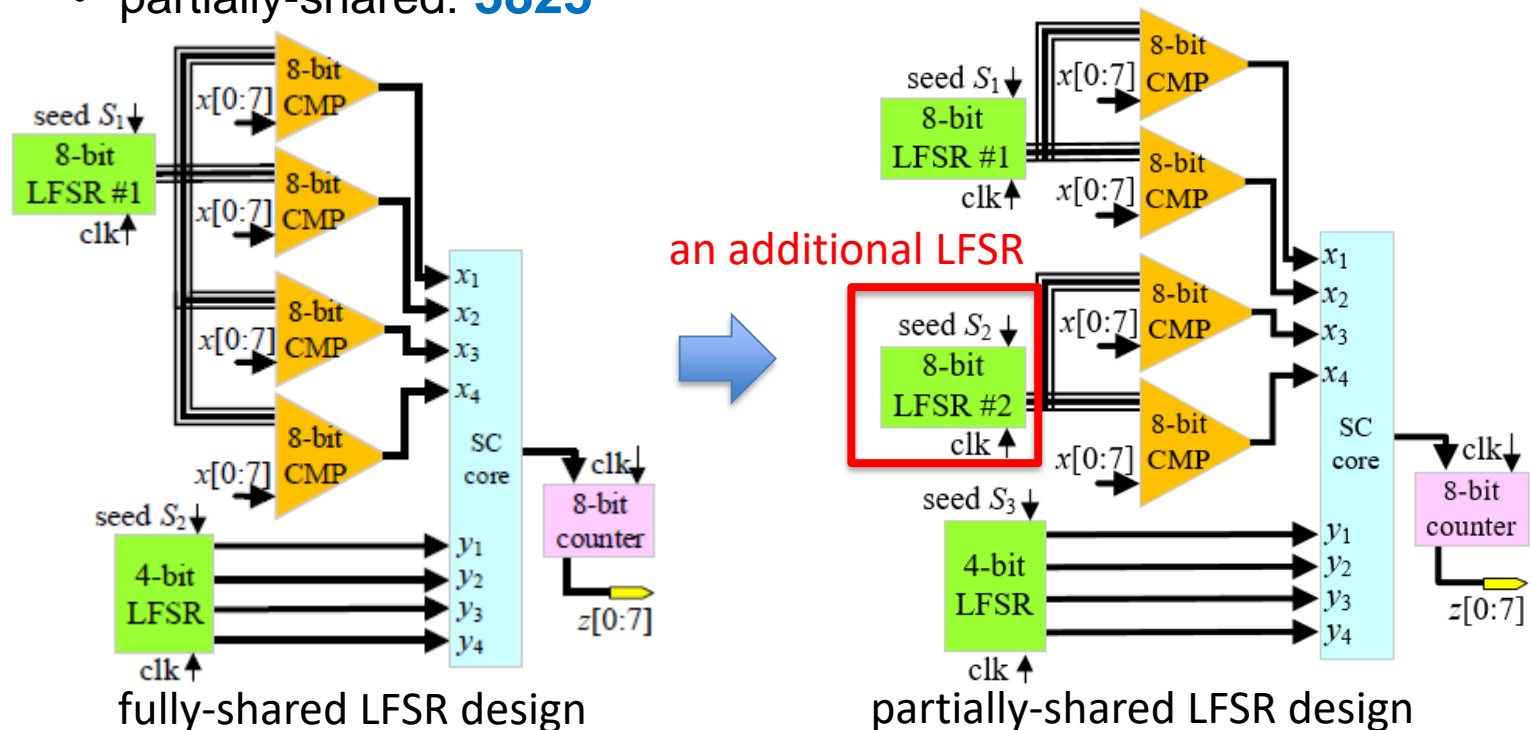 • partially-shared: 5825
seed S1
8-bit
LFSR #1
clk
8-bit
CMP
x[0:7]
8-bit
CMP
x[0:7]
8-bit
CMP
x[0:7]
8-bit
CMP
x[0:7]
seed S2
4-bit
LFSR
clk
x1
x2
x3
x4
SC
core
y1
y2
y3
y4
clk
8-bit
counter
z[0:7]
fully-shared LFSR design
an additional LFSR
seed S1
8-bit
LFSR #1
clk
8-bit
CMP
x[0:7]
8-bit
CMP
x[0:7]
seed S2
8-bit
LFSR #2
clk
8-bit
CMP
x[0:7]
8-bit
CMP
x[0:7]
seed S3
4-bit
LFSR
clk
x1
x2
x3
x4
SC
core
y1
y2
y3
y4
clk
8-bit
counter
z[0:7]
partially-shared LFSR design